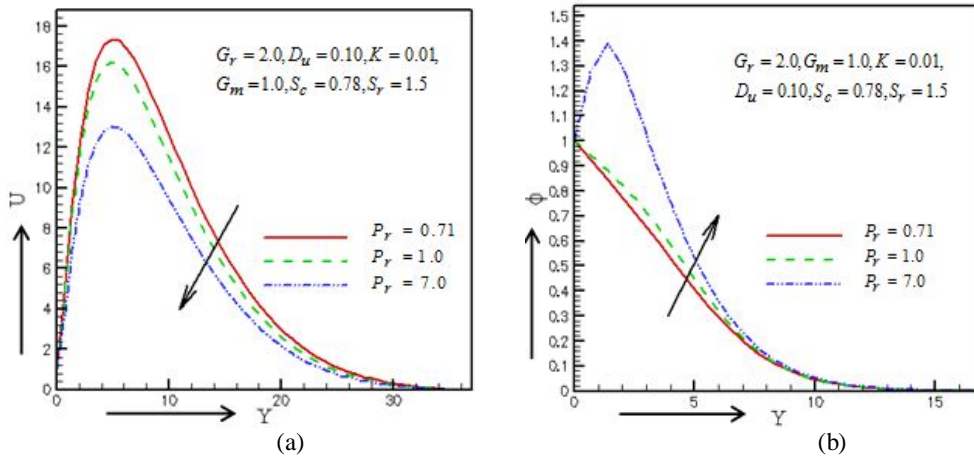 18
16
14
12
10
8
6
4
2
0
U
G_r = 2.0, D_u = 0.10, K = 0.01,
G_m = 1.0, S_c = 0.78, S_r = 1.5
P_r = 0.71
P_r = 1.0
P_r = 7.0
0 10 20 30
Y
(a)
1.5
1.4
1.3
1.2
1.1
1
0.9
0.8
0.7
0.6
0.5
0.4
0.3
0.2
0.1
0
ϕ
G_r = 2.0, G_m = 1.0, K = 0.01,
D_u = 0.10, S_c = 0.78, S_r = 1.5
P_r = 0.71
P_r = 1.0
P_r = 7.0
0 5 10 15
Y
(b)